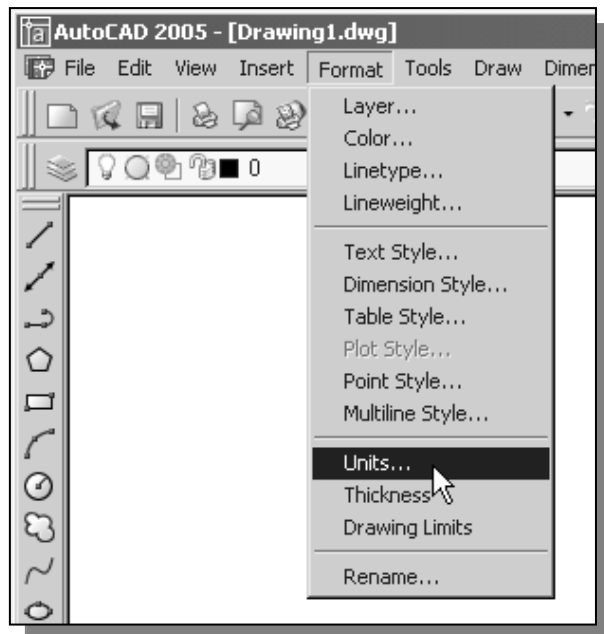 AutoCAD 2005 - [Drawing1.dwg]
File Edit View Insert Format Tools Draw Dimen
0
Layer...
Color...
Linetype...
Lineweight...
Text Style...
Dimension Style...
Table Style...
Plot Style...
Point Style...
Multiline Style...
Units...
Thickness
Drawing Limits
Rename...